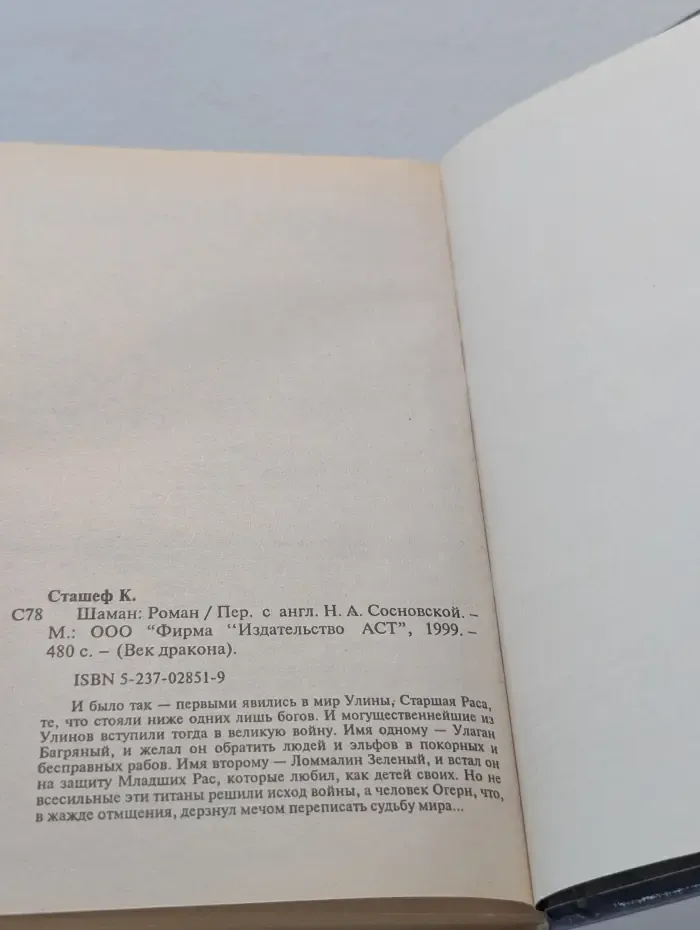 Сташеф К.
С78 Шаман: Роман / Пер. с англ. Н. А. Сосновской. –
М.: ООО “Фирма “Издательство АСТ”, 1999. –
480 с. – (Век дракона).
ISBN 5-237-02851-9
И было так — первыми явились в мир Улины, Старшая Раса,
те, что стояли ниже одних лишь богов. И могущественнейшие из
Улинов вступили тогда в великую войну. Имя одному — Улаган
Багряный, и желал он обратить людей и эльфов в покорных и
бесправных рабов. Имя второму — Ломмалин Зеленый, и встал он
на защиту Младших Рас, которые любил, как детей своих. Но не
всесильные эти титаны решили исход войны, а человек Огерн, что,
в жажде отмщения, дерзнул мечом переписать судьбу мира...